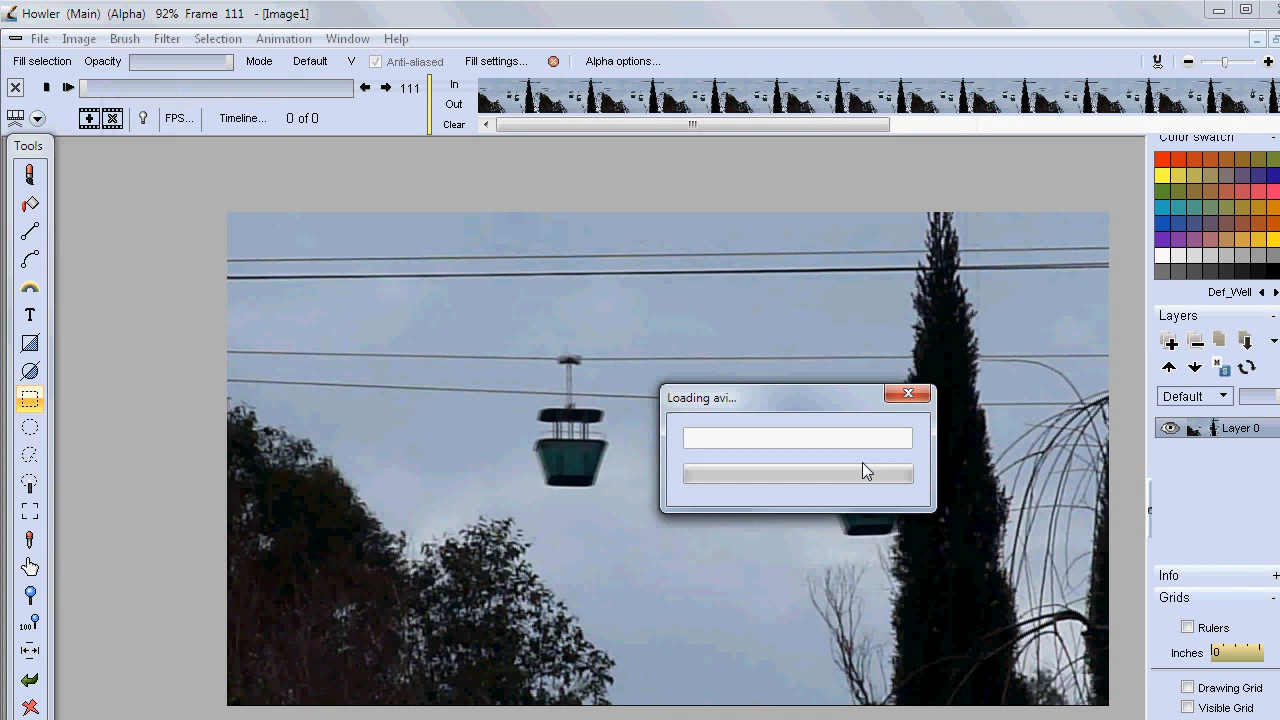 Howler (Main) (Alpha) 92% Frame 111 - [Image1]
File Image Brush Filter Selection Animation Window Help
Fill selection Opacity Mode Default V Anti-aliased Fill settings... Alpha options...
111 In
Out
FPS... Timeline... 0 of 0 Clear
Tools
Color swatch
T
Def_Well
Layers
M
S
Loading avi...
Default
Layer 0
Info
Grids
100
Rulers
Inches 0
Drawing Grid
Visible Grid